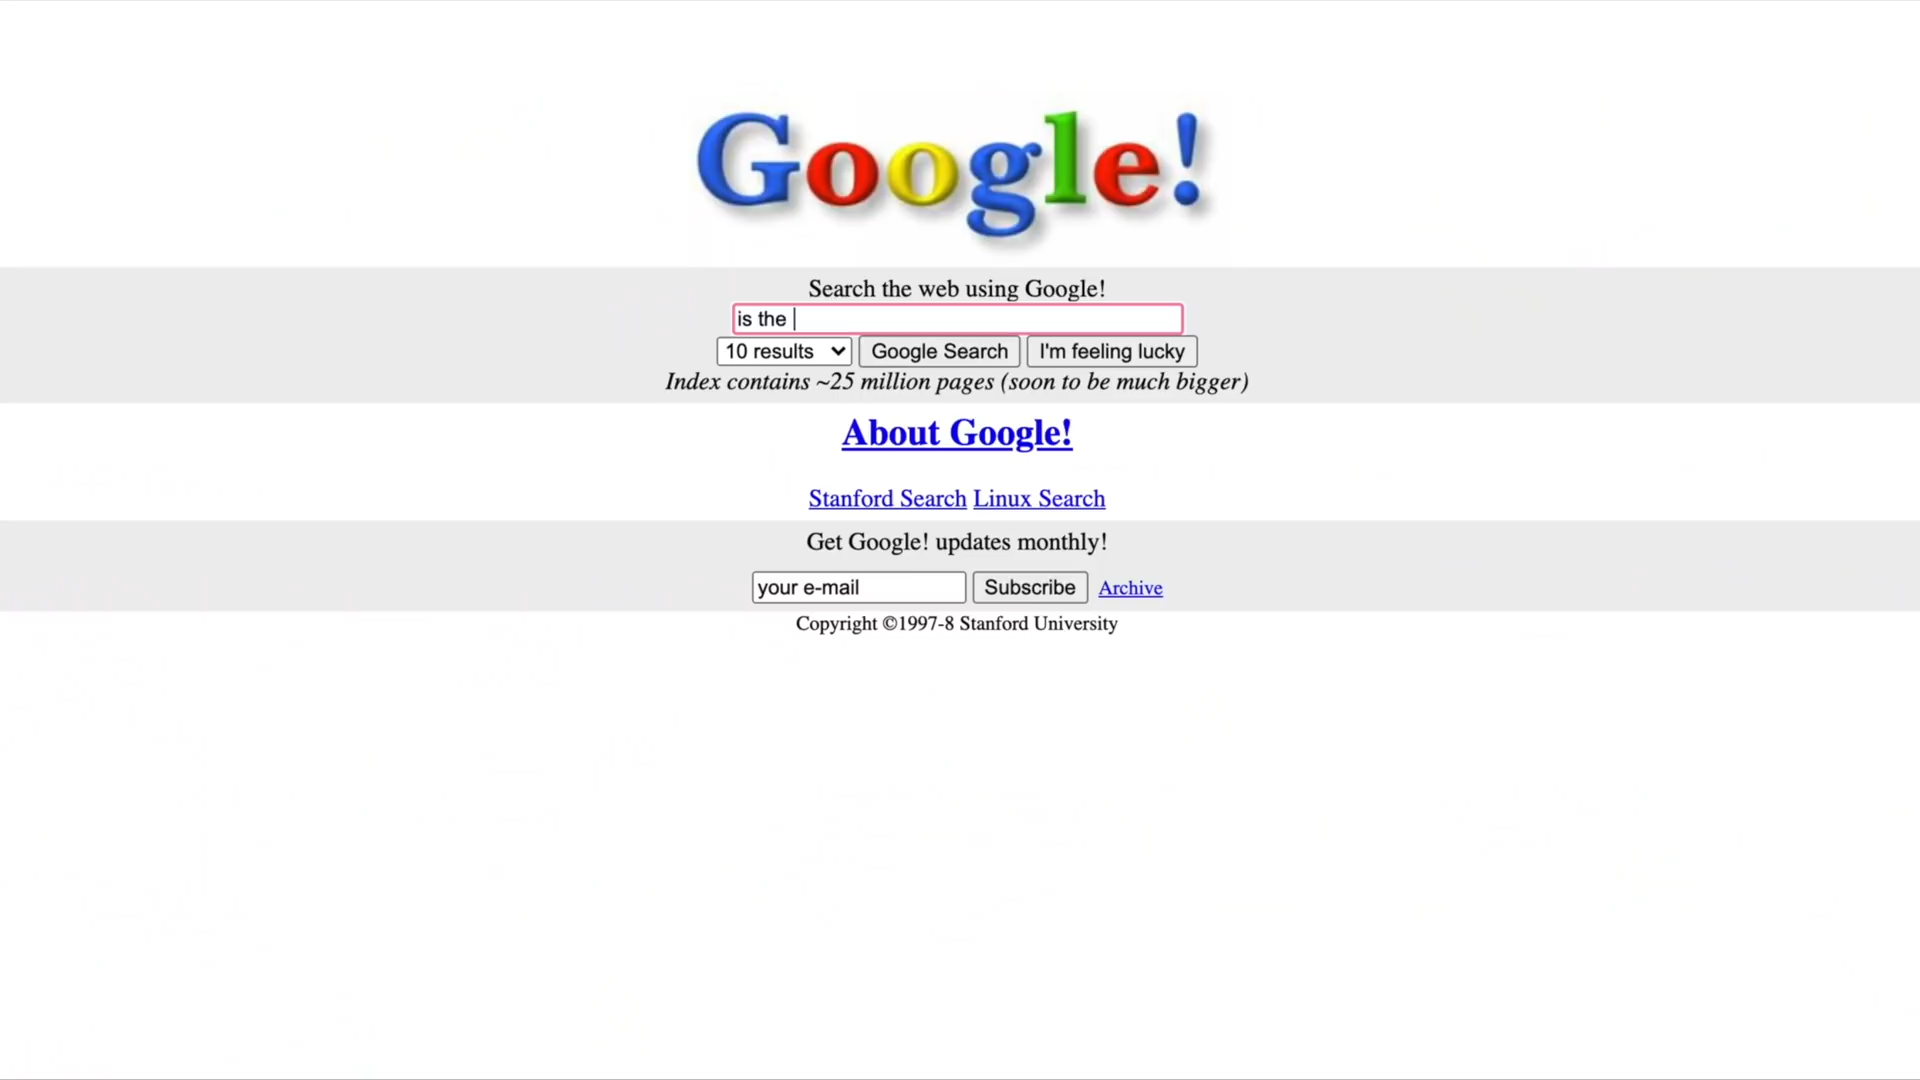 Google!
Search the web using Google!
is the
10 results Google Search I'm feeling lucky
Index contains ~25 million pages (soon to be much bigger)
About Google!
Stanford Search Linux Search
Get Google! updates monthly!
your e-mail Subscribe Archive
Copyright ©1997-8 Stanford University